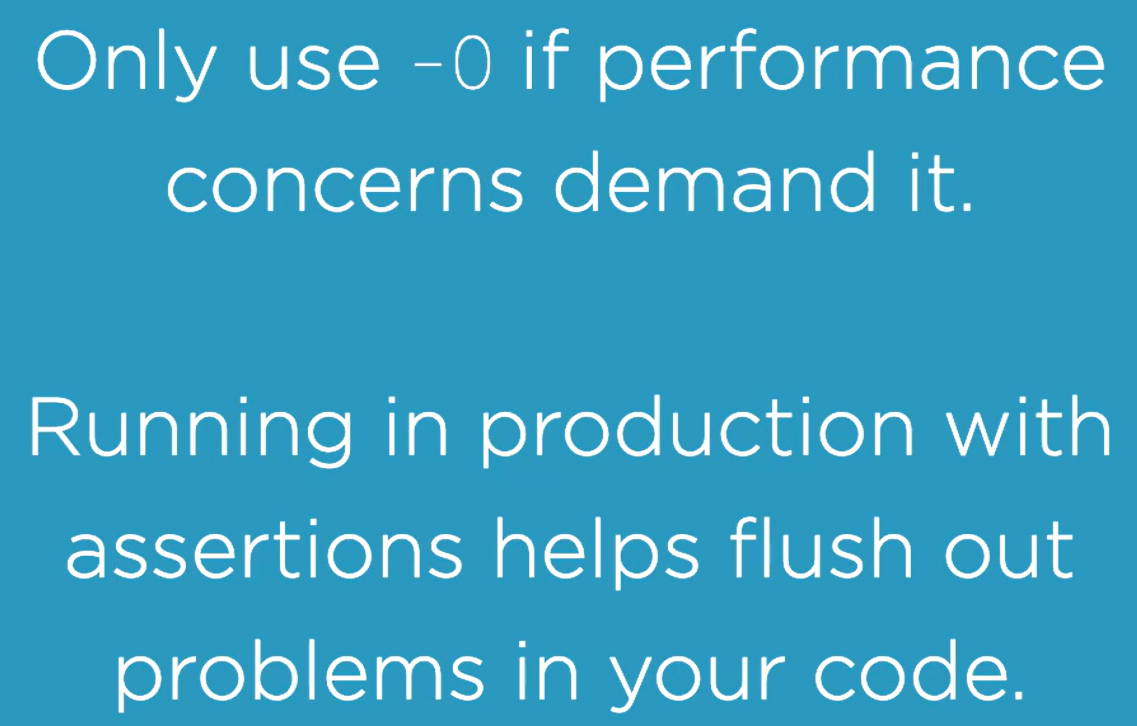 Only use -O if performance
concerns demand it.
Running in production with
assertions helps flush out
problems in your code.